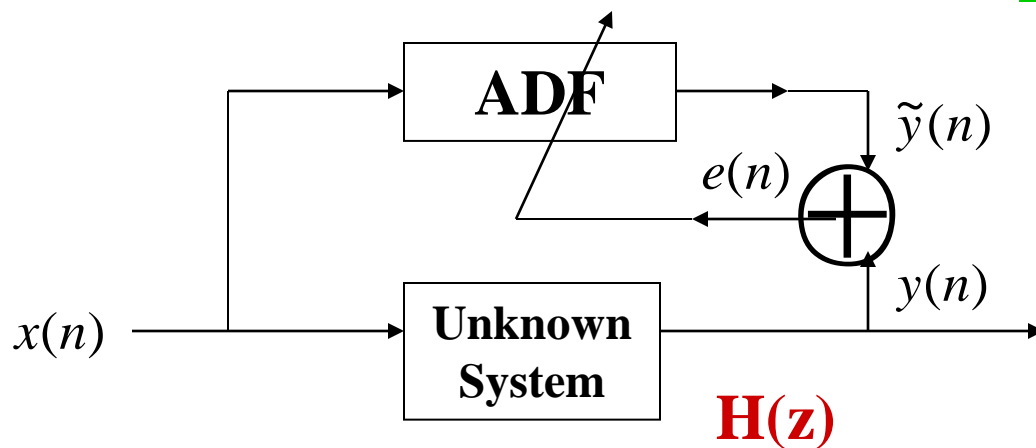 ADF
ỹ(n)
e(n)
y(n)
x(n)
Unknown
System
H(z)